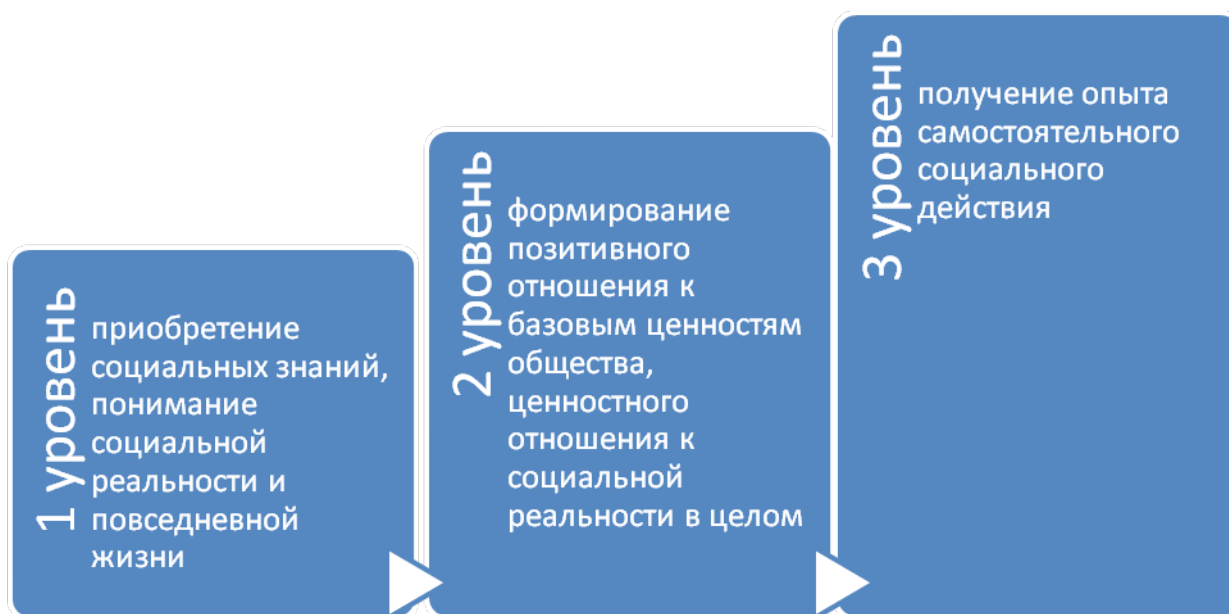 1 уровень
приобретение
социальных знаний,
понимание
социальной
реальности и
повседневной
жизни
2 уровень
формирование
позитивного
отношения к
базовым ценностям
общества,
ценностного
отношения к
социальной
реальности в целом
3 уровень
получение опыта
самостоятельного
социального
действия